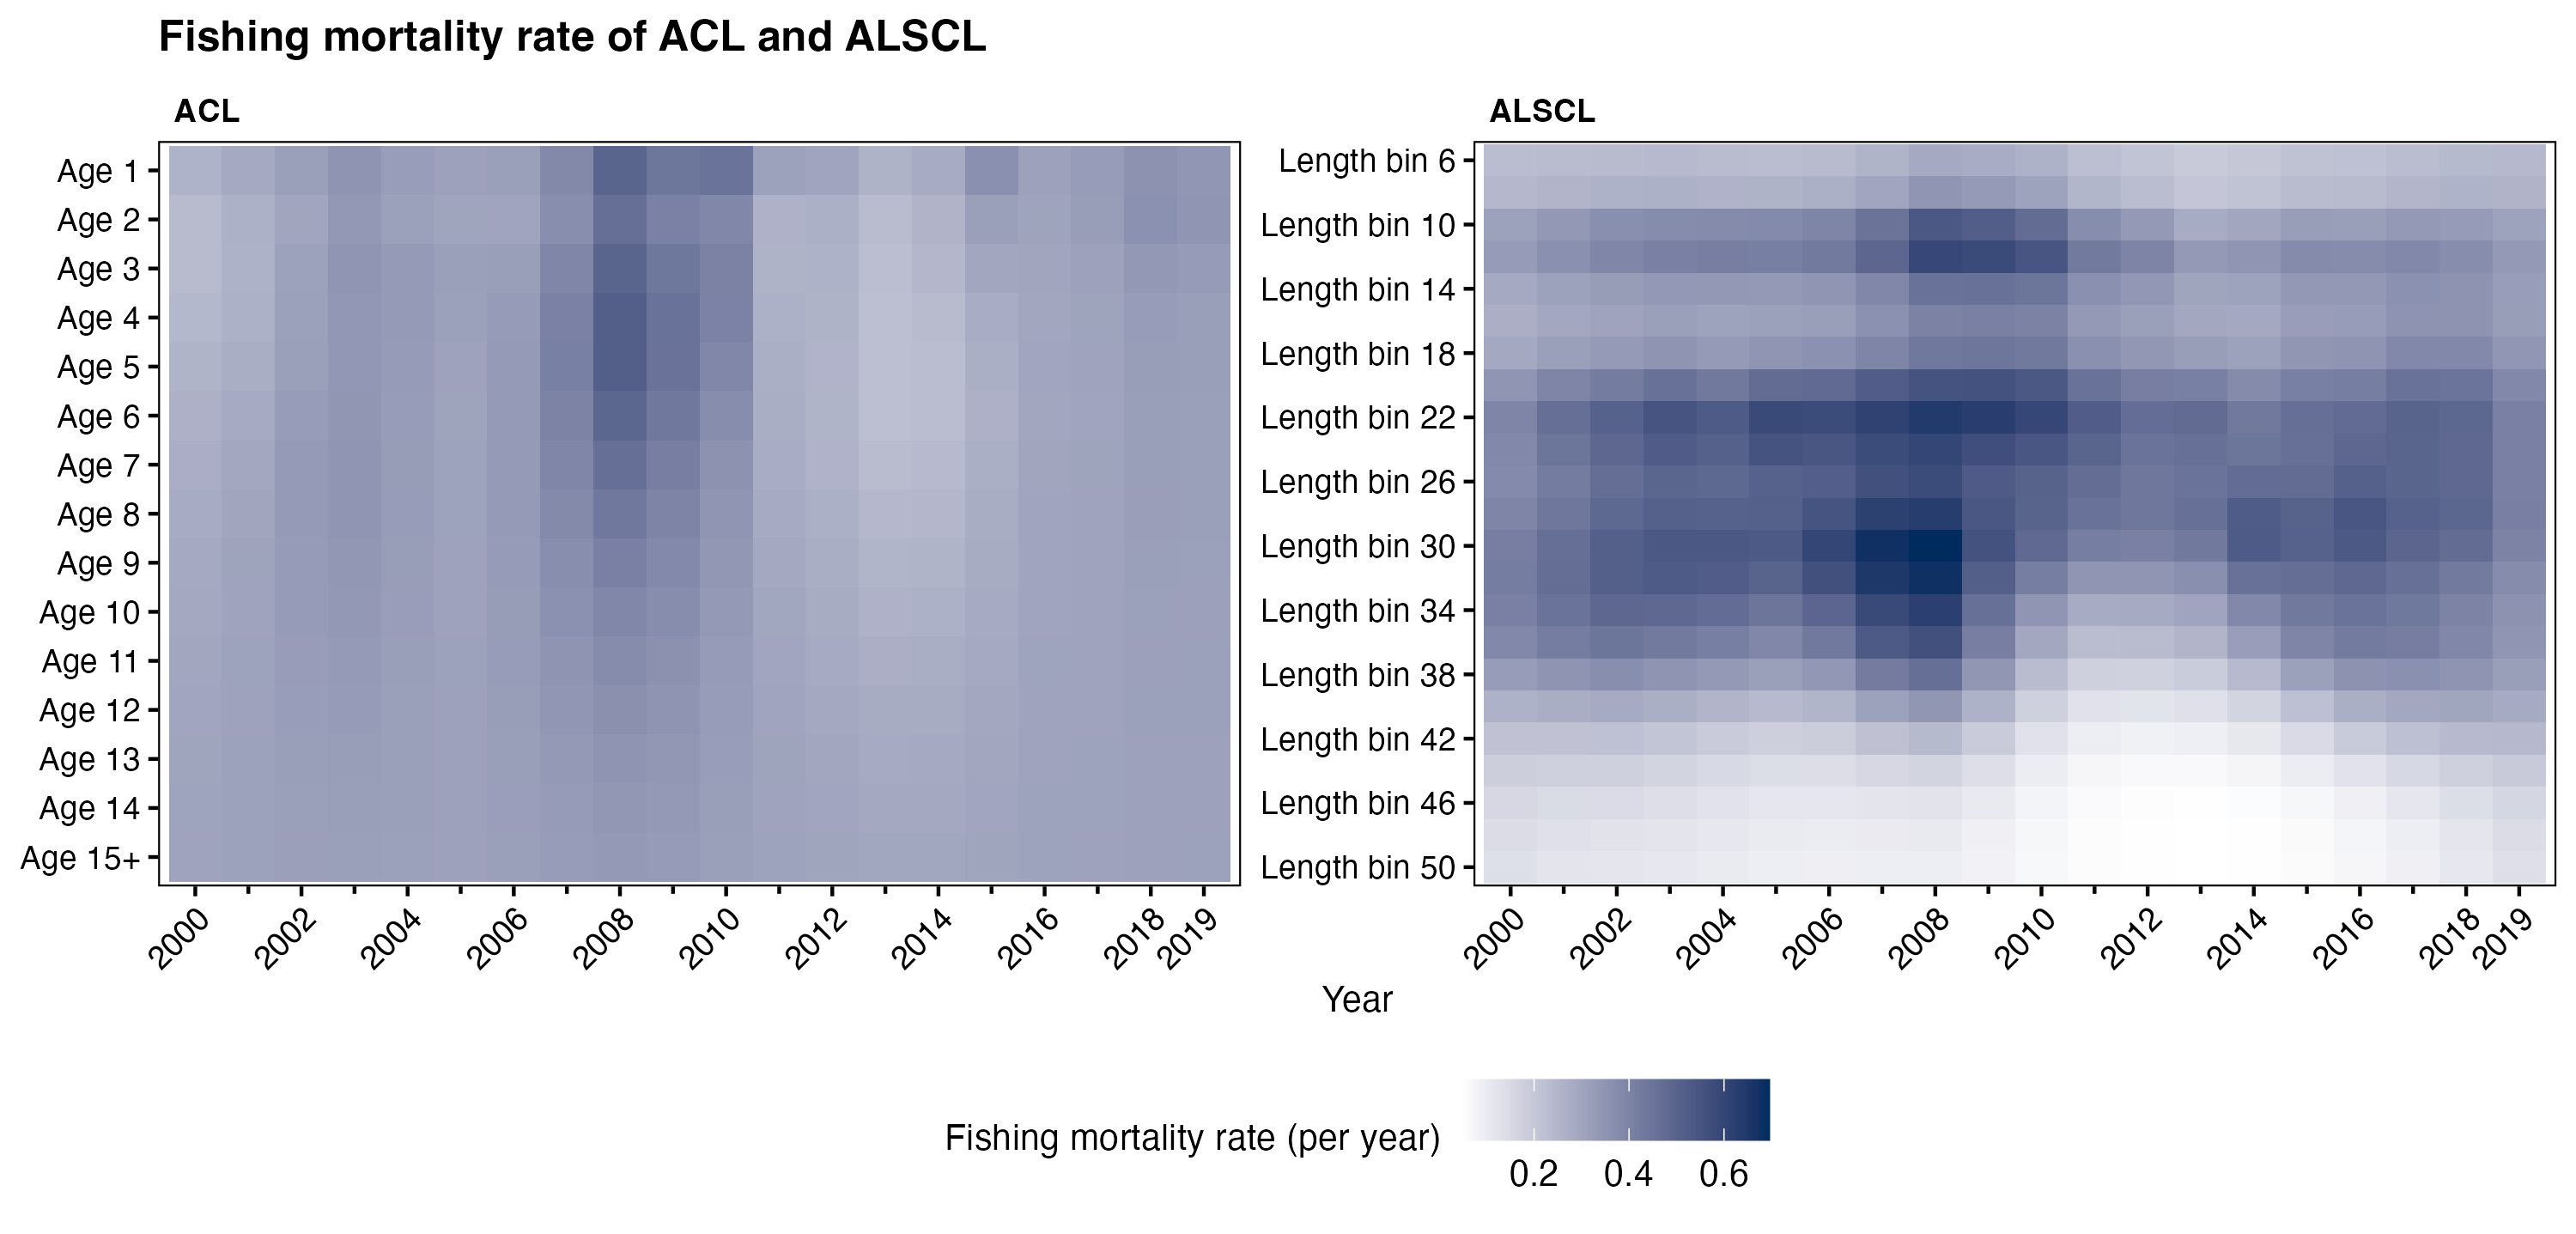 Fishing mortality rate of ACL and ALSCL
ACL
Age 1
Age 2
Age 3
Age 4
Age 5
Age 6
Age 7
Age 8
Age 9
Age 10
Age 11
Age 12
Age 13
Age 14
Age 15+
2000
2002
2004
2006
2008
2010
2012
2014
2016
2018
2019
ALSCL
Length bin 6
Length bin 10
Length bin 14
Length bin 18
Length bin 22
Length bin 26
Length bin 30
Length bin 34
Length bin 38
Length bin 42
Length bin 46
Length bin 50
2000
2002
2004
2006
2008
2010
2012
2014
2016
2018
2019
Year
Fishing mortality rate (per year)
0.2
0.4
0.6